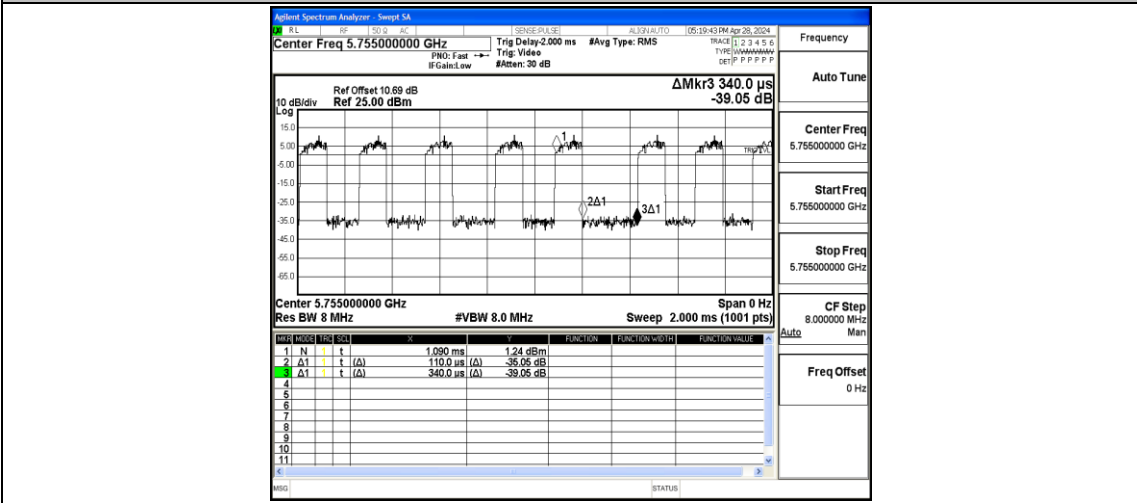 Agilent Spectrum Analyzer - Swept SA
RL RF 50 Ω AC SENSE:PULSE ALIGN AUTO 05:19:43 PM Apr 28, 2024
Center Freq 5.755000000 GHz
PNO: Fast
IFGain:Low
Trig Delay-2.000 ms #Avg Type: RMS
Trig: Video
#Atten: 30 dB
TRACE 1 2 3 4 5 6
TYPE
DET P P P P P P
ΔMkr3 340.0 µs
-39.05 dB
Ref Offset 10.69 dB
10 dB/div Ref 25.00 dBm
Log
15.0
5.00
-5.00
-15.0
-25.0
-35.0
-45.0
-55.0
-65.0
1
2Δ1
3Δ1
Center 5.755000000 GHz Span 0 Hz
Res BW 8 MHz #VBW 8.0 MHz Sweep 2.000 ms (1001 pts)
MKR MODE TRC SCL X Y FUNCTION FUNCTION WIDTH FUNCTION VALUE
1 N 1 t 1.090 ms 1.24 dBm
2 Δ1 1 t (Δ) 110.0 µs (Δ) -35.05 dB
3 Δ1 1 t (Δ) 340.0 µs (Δ) -39.05 dB
4
5
6
7
8
9
10
11
MSG STATUS
Frequency
Auto Tune
Center Freq
5.755000000 GHz
Start Freq
5.755000000 GHz
Stop Freq
5.755000000 GHz
CF Step
8.000000 MHz
Auto Man
Freq Offset
0 Hz